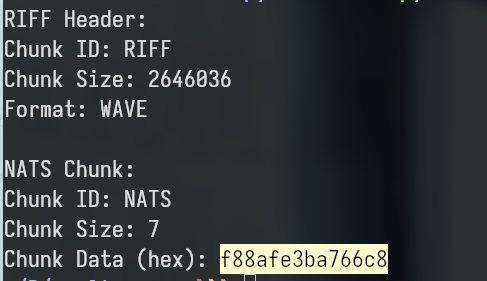 RIFF Header:
Chunk ID: RIFF
Chunk Size: 2646036
Format: WAVE
NATS Chunk:
Chunk ID: NATS
Chunk Size: 7
Chunk Data (hex): f88afe3ba766c8